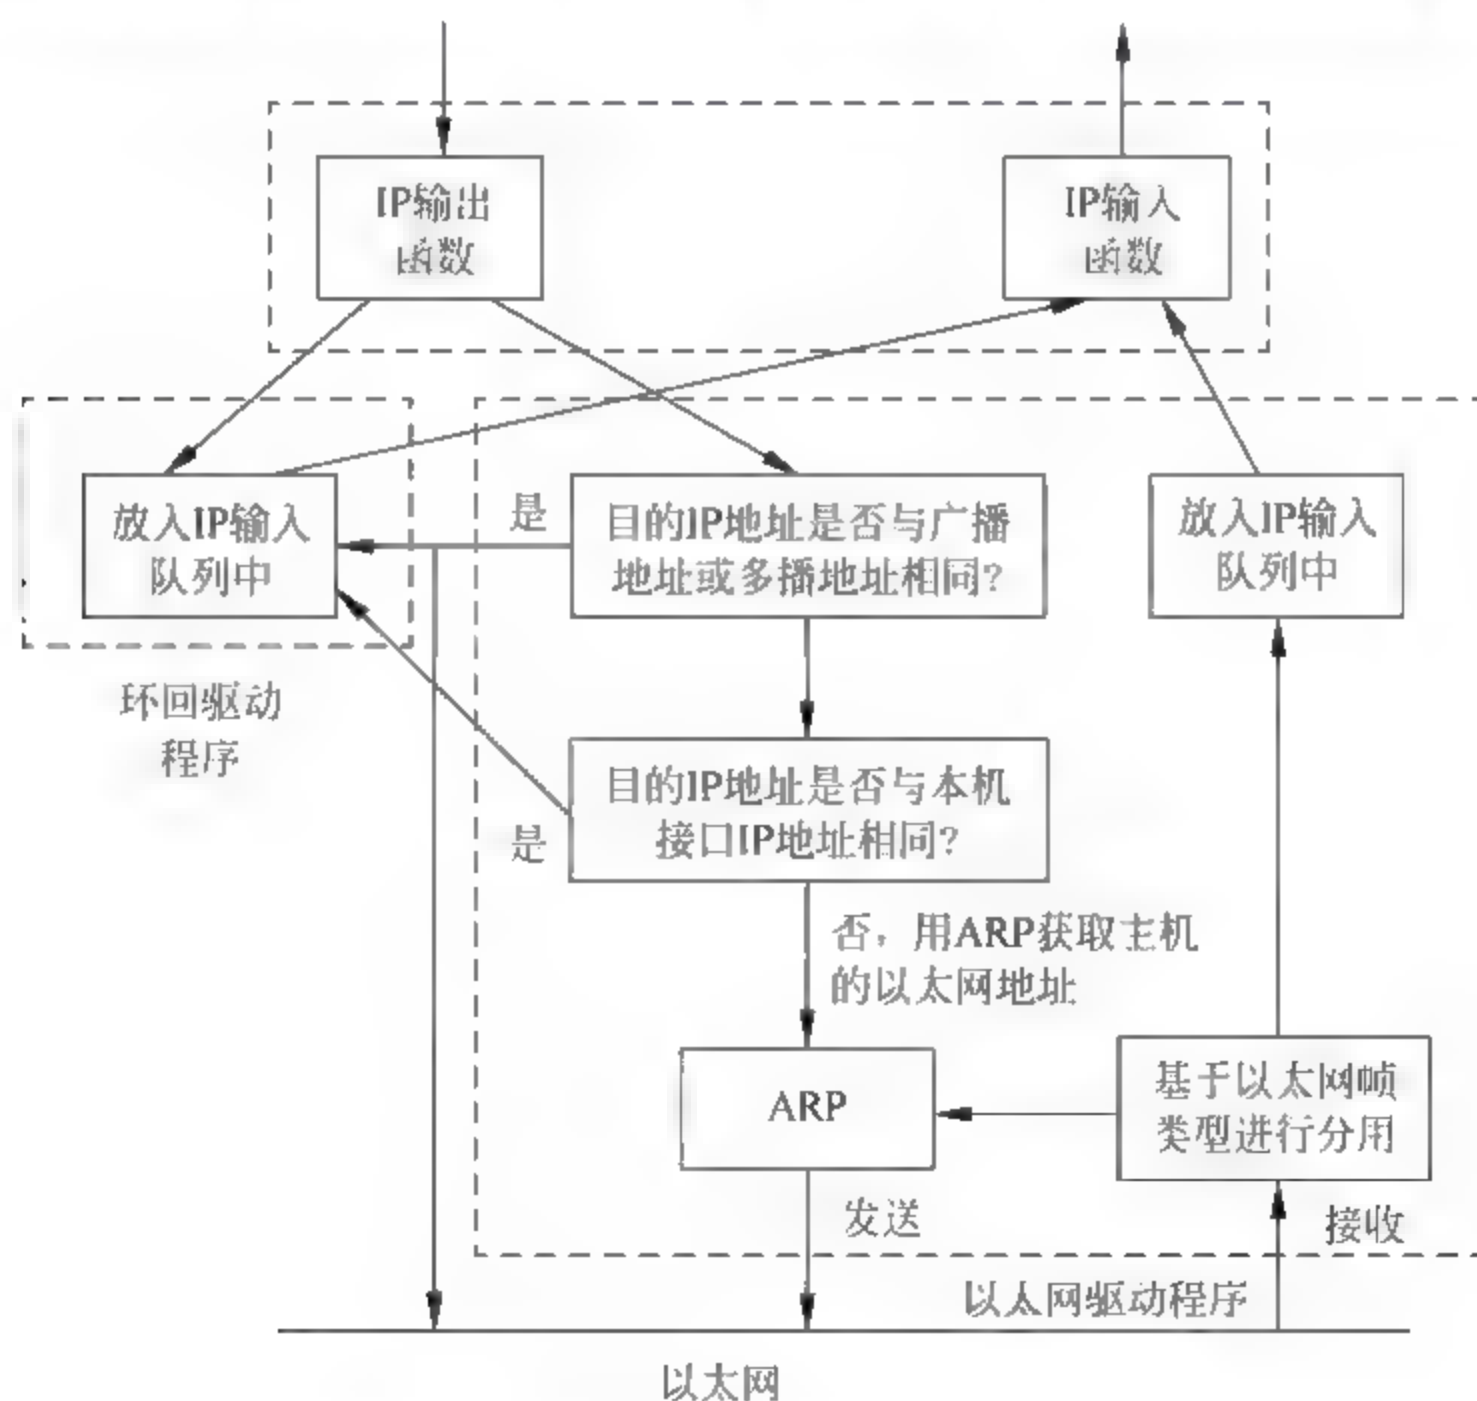 IP输出
函数
IP输入
函数
放入IP输入
队列中
是
目的IP地址是否与广播
地址或多播地址相同?
放入IP输入
队列中
环回驱动
程序
目的IP地址是否与本机
接口IP地址相同?
是
否，用ARP获取主机
的以太网地址
ARP
基于以太网帧
类型进行分用
发送
接收
以太网驱动程序
以太网